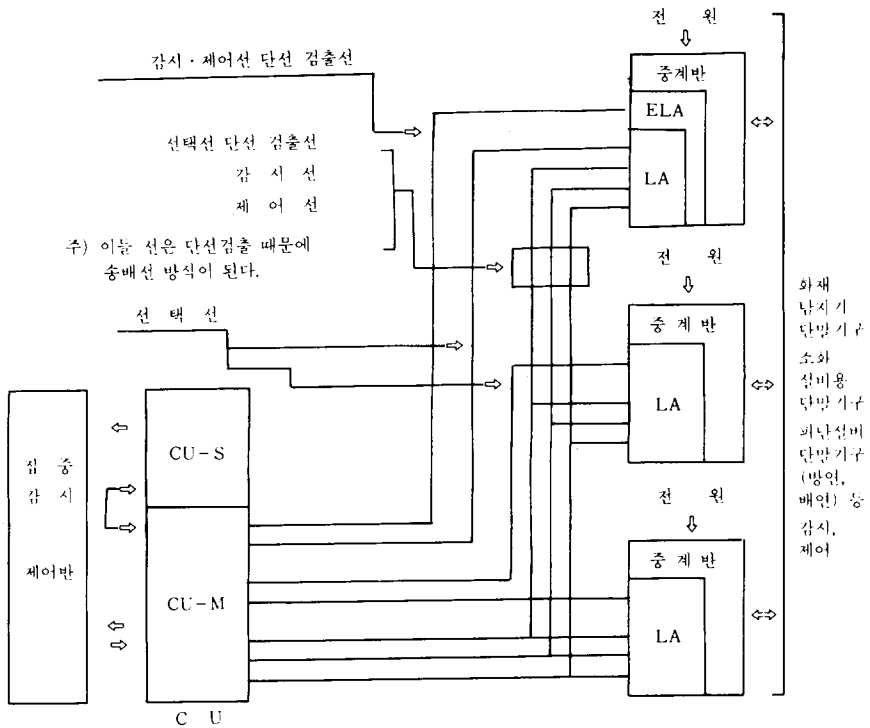 전 원
감시·제어선 단선 검출선
중계반
ELA
LA
선택선 단선 검출선
감 시 선
제 어 선
주) 이들 선은 단선검출 때문에
송배선 방식이 된다.
전 원
중 계 반
LA
선 택 선
화재
탐지기
단말기구
소화
설비용
단말기구
피난설비
단말기구
(방연,
배연) 등
감시,
제어
집 중
감 시
제어반
CU-S
CU-M
C U
전 원
중 계 반
LA